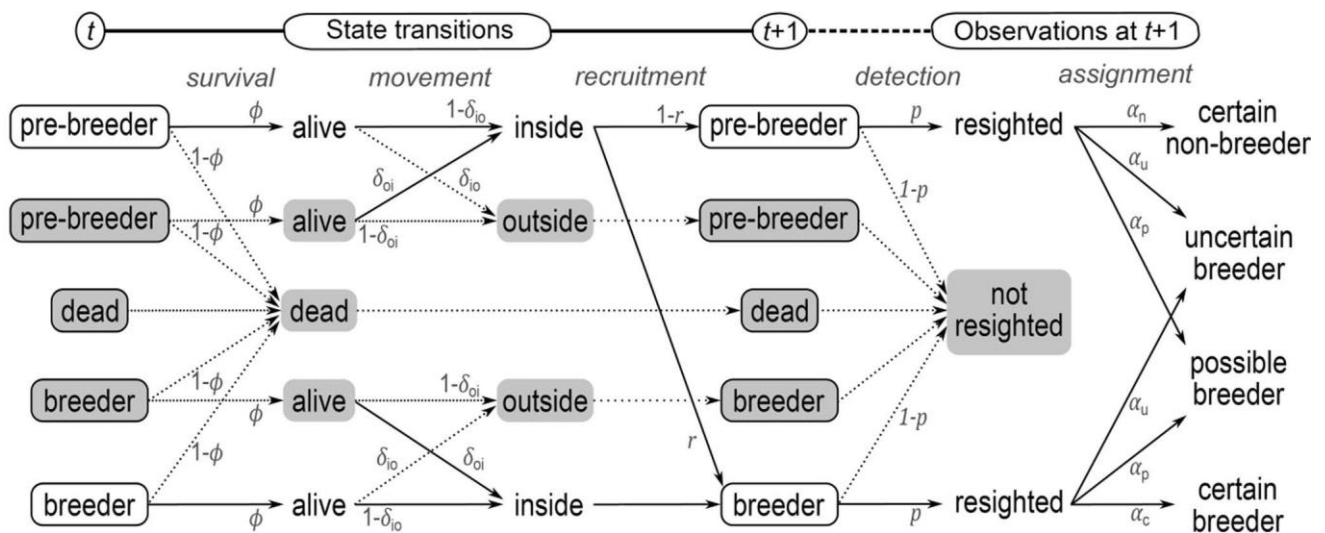 t State transitions t+1 Observations at t+1
survival movement recruitment detection assignment
pre-breeder ϕ alive 1-δio inside 1-r pre-breeder p resighted αn certain non-breeder
1-ϕ δoi δio 1-p αu
pre-breeder ϕ alive outside pre-breeder αp uncertain breeder
1-ϕ 1-δoi
dead dead dead not resighted
possible breeder
1-ϕ 1-δoi
breeder ϕ alive outside breeder 1-p αu
1-ϕ δio δoi r αp
breeder ϕ alive 1-δio inside breeder p resighted αc certain breeder